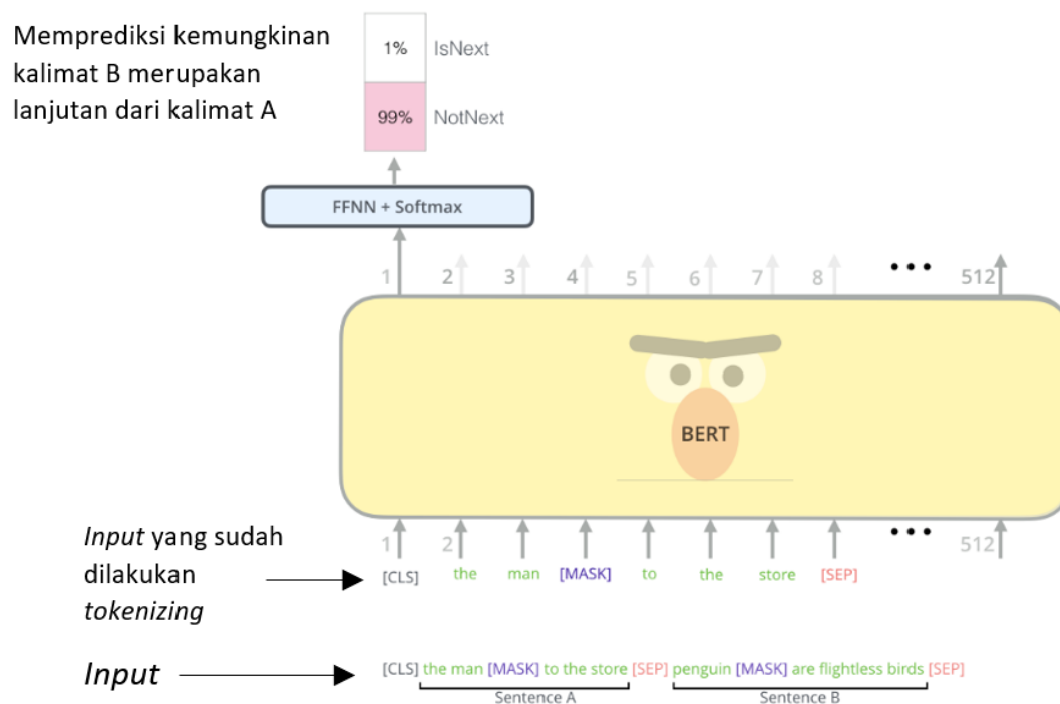 Memprediksi kemungkinan
kalimat B merupakan
lanjutan dari kalimat A
1% IsNext
99% NotNext
FFNN + Softmax
1 2 3 4 5 6 7 8 ••• 512
BERT
Input yang sudah
dilakukan
tokenizing
1 2 ••• 512
[CLS] the man [MASK] to the store [SEP]
Input
[CLS] the man [MASK] to the store [SEP] penguin [MASK] are flightless birds [SEP]
Sentence A Sentence B